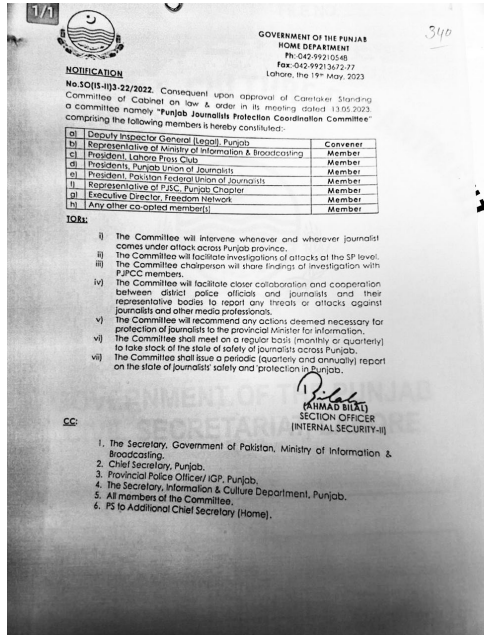 1/1
340
GOVERNMENT OF THE PUNJAB
HOME DEPARTMENT
Ph:-042-99210548
Fax:-042-99213672-77
Lahore, the 19th May, 2023
NOTIFICATION
No.SO(IS-II)3-22/2022. Consequent upon approval of Caretaker Standing
Committee of Cabinet on law & order in its meeting dated 13.05.2023,
a committee namely "Punjab Journalists Protection Coordination Committee"
comprising the following members is hereby constituted:-
a) Deputy Inspector General (Legal), Punjab Convener
b) Representative of Ministry of Information & Broadcasting Member
c) President, Lahore Press Club Member
d) Presidents, Punjab Union of Journalists Member
e) President, Pakistan Federal Union of Journalists Member
f) Representative of PJSC, Punjab Chapter Member
g) Executive Director, Freedom Network Member
h) Any other co-opted member(s) Member
TORs:
i) The Committee will intervene whenever and wherever journalist
comes under attack across Punjab province.
ii) The Committee will facilitate investigations of attacks at the SP level.
iii) The Committee chairperson will share findings of investigation with
PJPCC members.
iv) The Committee will facilitate closer collaboration and cooperation
between district police officials and journalists and their
representative bodies to report any threats or attacks against
journalists and other media professionals.
v) The Committee will recommend any actions deemed necessary for
protection of journalists to the provincial Minister for information.
vi) The Committee shall meet on a regular basis (monthly or quarterly)
to take stock of the state of safety of journalists across Punjab.
vii) The Committee shall issue a periodic (quarterly and annually) report
on the state of journalists' safety and protection in Punjab.
Bilal
(AHMAD BILAL)
SECTION OFFICER
(INTERNAL SECURITY-II)
CC:
1. The Secretary, Government of Pakistan, Ministry of Information &
Broadcasting.
2. Chief Secretary, Punjab.
3. Provincial Police Officer/ IGP, Punjab.
4. The Secretary, Information & Culture Department, Punjab.
5. All members of the Committee.
6. PS to Additional Chief Secretary (Home).